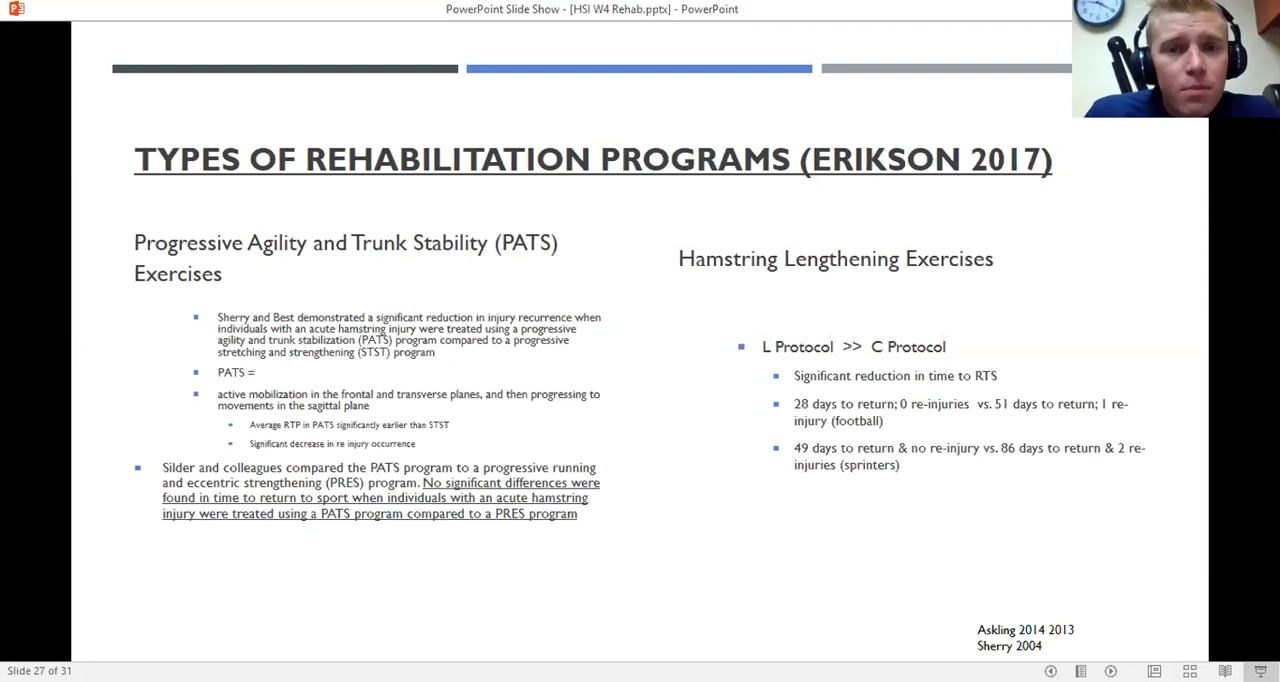 PowerPoint Slide Show - [HSI W4 Rehab.pptx] - PowerPoint
TYPES OF REHABILITATION PROGRAMS (ERIKSON 2017)
Progressive Agility and Trunk Stability (PATS)
Exercises
Sherry and Best demonstrated a significant reduction in injury recurrence when
individuals with an acute hamstring injury were treated using a progressive
agility and trunk stabilization (PATS) program compared to a progressive
stretching and strengthening (STST) program
PATS =
active mobilization in the frontal and transverse planes, and then progressing to
movements in the sagittal plane
Average RTP in PATS significantly earlier than STST
Significant decrease in re injury occurrence
Silder and colleagues compared the PATS program to a progressive running
and eccentric strengthening (PRES) program. No significant differences were
found in time to return to sport when individuals with an acute hamstring
injury were treated using a PATS program compared to a PRES program
Hamstring Lengthening Exercises
L Protocol >> C Protocol
Significant reduction in time to RTS
28 days to return; 0 re-injuries vs. 51 days to return; 1 re-
injury (football)
49 days to return & no re-injury vs. 86 days to return & 2 re-
injuries (sprinters)
Askling 2014 2013
Sherry 2004
Slide 27 of 31